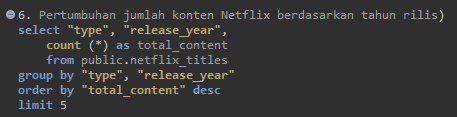 6. Pertumbuhan jumlah konten Netflix berdasarkan tahun rilis)
select "type", "release_year",
count (*) as total_content
from public.netflix_titles
group by "type", "release_year"
order by "total_content" desc
limit 5